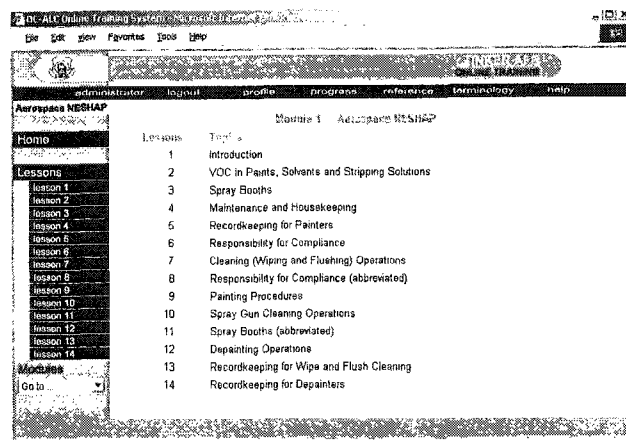 OC-ALC Online Training System - Microsoft Internet
File Edit View Favorites Tools Help
TINKER AFB
ONLINE TRAINING
administrator logout profile progress reference terminology help
Aerospace NESHAP
Module 1 Aerospace NESHAP
Home
Lessons Topics
1 Introduction
Lessons
2 VOC in Paints, Solvents and Stripping Solutions
lesson 1
3 Spray Booths
lesson 2
lesson 3
4 Maintenance and Housekeeping
lesson 4
5 Recordkeeping for Painters
lesson 5
6 Responsibility for Compliance
lesson 6
7 Cleaning (Wiping and Flushing) Operations
lesson 7
8 Responsibility for Compliance (abbreviated)
lesson 8
9 Painting Procedures
lesson 9
lesson 10
10 Spray Gun Cleaning Operations
lesson 11
11 Spray Booths (abbreviated)
lesson 12
12 Depainting Operations
lesson 13
lesson 14
13 Recordkeeping for Wipe and Flush Cleaning
Modules
14 Recordkeeping for Depainters
Go to ...